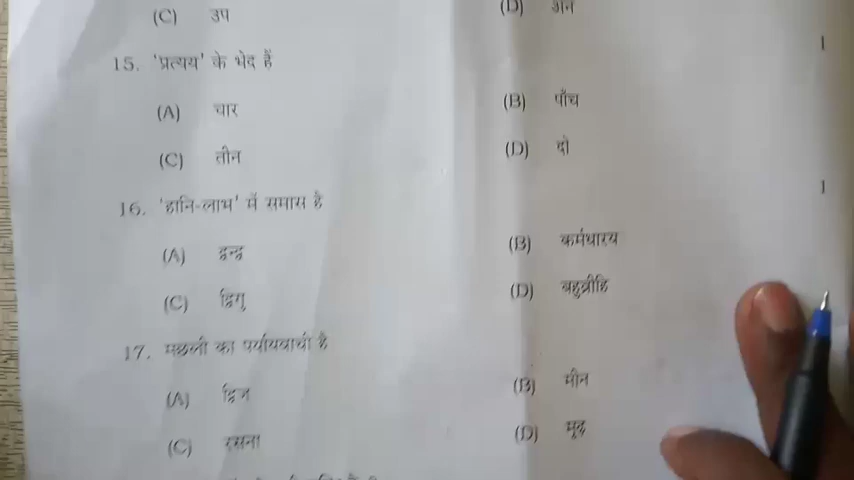 (C) उप (D) अन
15. 'प्रत्यय' के भेद हैं 1
(A) चार (B) पाँच
(C) तीन (D) दो
16. 'हानि-लाभ' में समास है 1
(A) द्वन्द्व (B) कर्मधारय
(C) द्विगु (D) बहुव्रीहि
17. मछली का पर्यायवाची है
(A) द्विज (B) मीन
(C) रसना (D) मूढ़